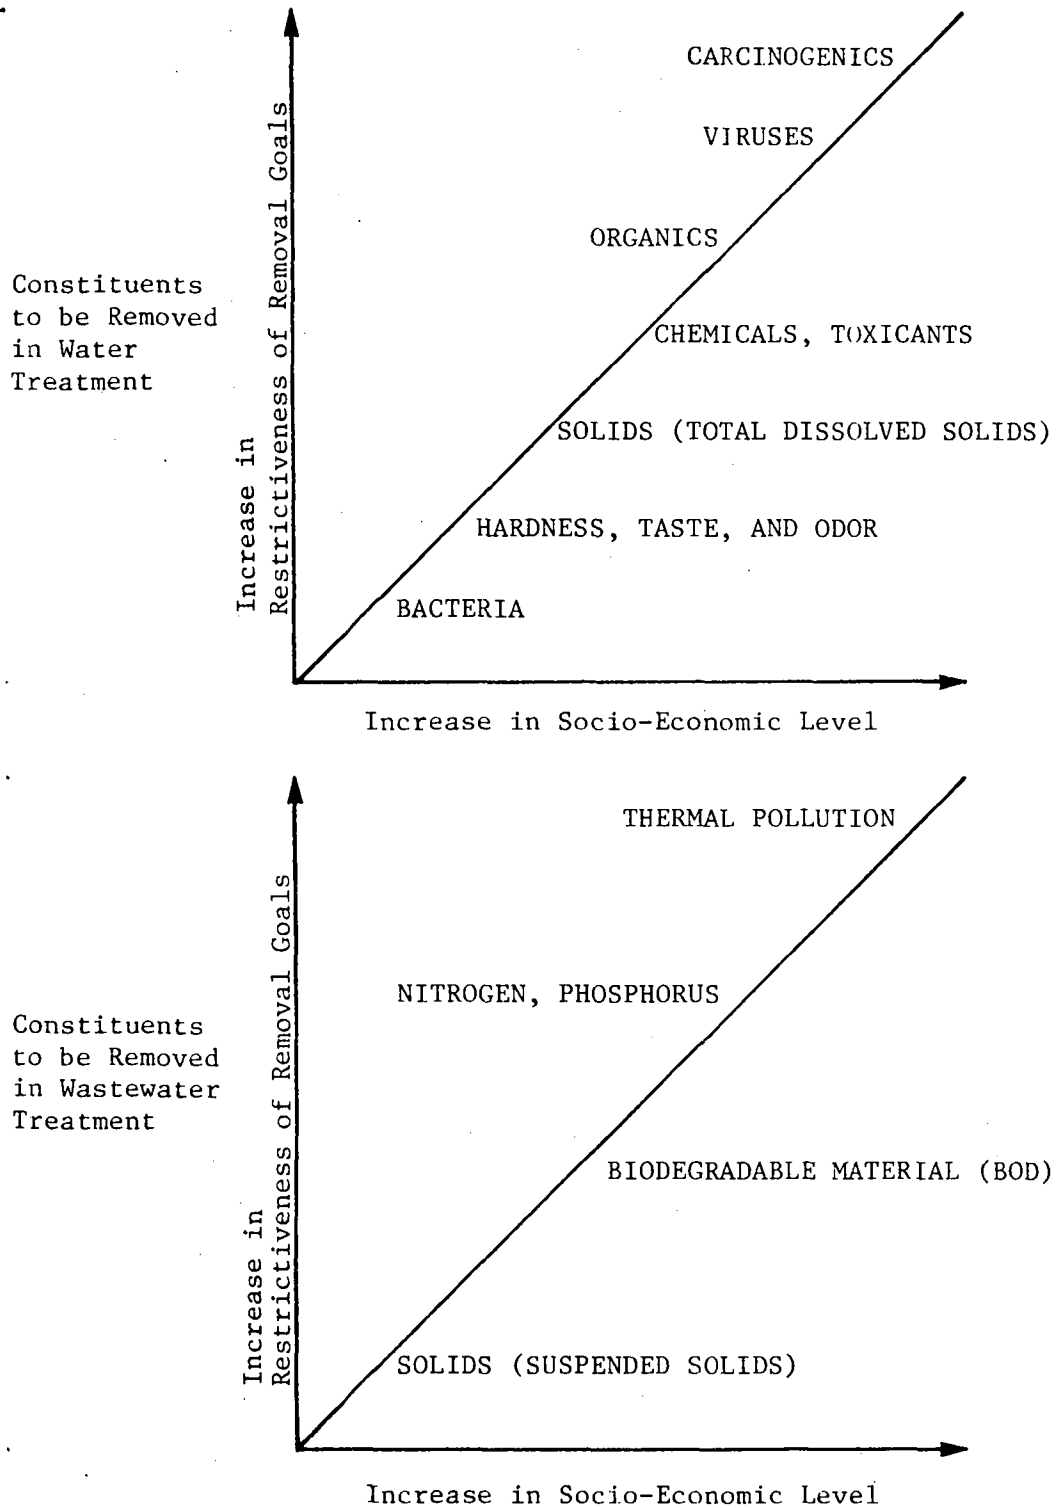 CARCINOGENICS
VIRUSES
ORGANICS
Constituents
to be Removed
in Water
Treatment
Increase in
Restrictiveness of Removal Goals
CHEMICALS, TOXICANTS
SOLIDS (TOTAL DISSOLVED SOLIDS)
HARDNESS, TASTE, AND ODOR
BACTERIA
Increase in Socio-Economic Level
THERMAL POLLUTION
NITROGEN, PHOSPHORUS
Constituents
to be Removed
in Wastewater
Treatment
Increase in
Restrictiveness of Removal Goals
BIODEGRADABLE MATERIAL (BOD)
SOLIDS (SUSPENDED SOLIDS)
Increase in Socio-Economic Level